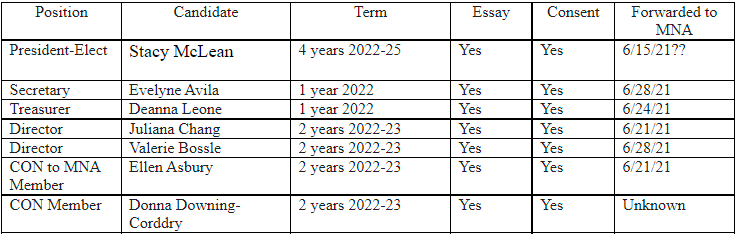 Position Candidate Term Essay Consent Forwarded to
MNA
President-Elect Stacy McLean 4 years 2022-25 Yes Yes 6/15/21??
Secretary Evelyne Avila 1 year 2022 Yes Yes 6/28/21
Treasurer Deanna Leone 1 year 2022 Yes Yes 6/24/21
Director Juliana Chang 2 years 2022-23 Yes Yes 6/21/21
Director Valerie Bossle 2 years 2022-23 Yes Yes 6/28/21
CON to MNA Ellen Asbury 2 years 2022-23 Yes Yes 6/21/21
Member
CON Member Donna Downing- 2 years 2022-23 Yes Yes Unknown
Corddry